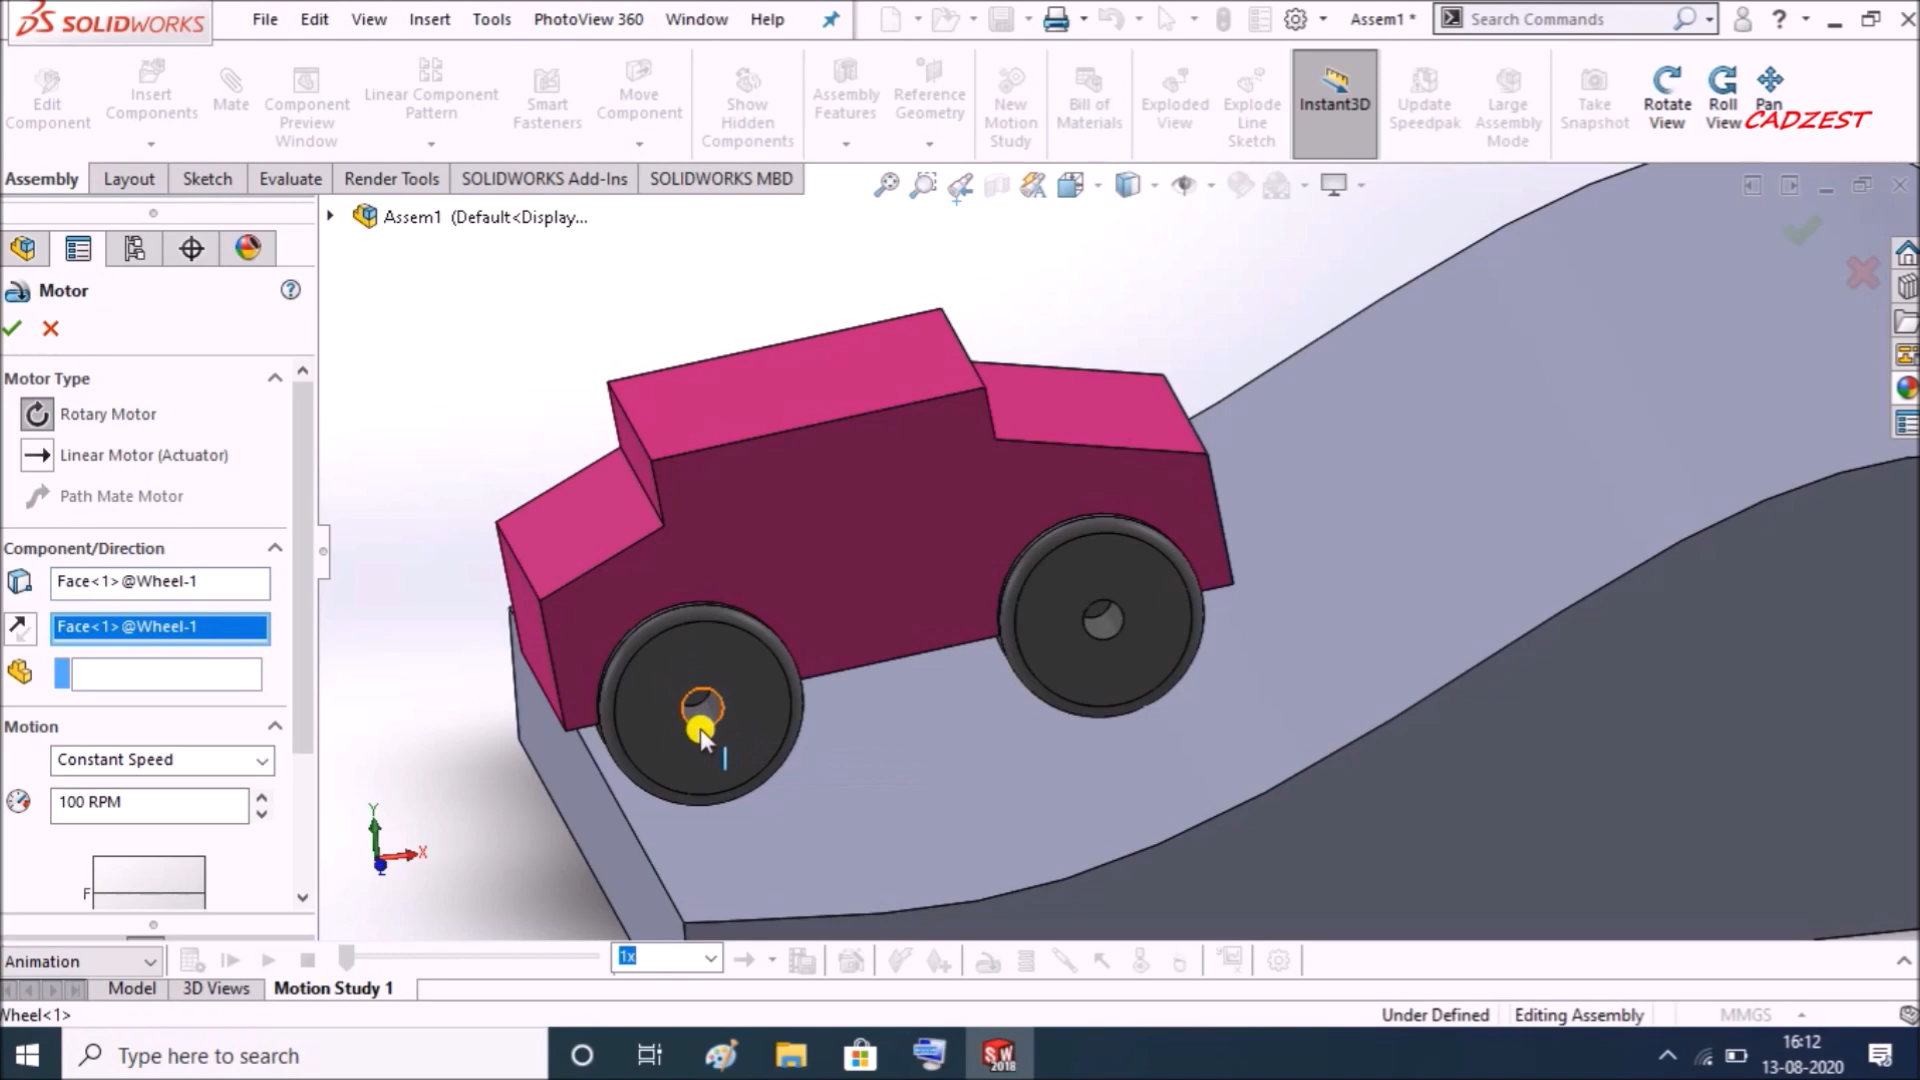 SOLIDWORKS File Edit View Insert Tools PhotoView 360 Window Help Assem1 * Search Commands ?
Edit Component
Insert Components
Mate
Component Preview Window
Linear Component Pattern
Smart Fasteners
Move Component
Show Hidden Components
Assembly Features
Reference Geometry
New Motion Study
Bill of Materials
Exploded View
Explode Line Sketch
Instant3D
Update Speedpak
Large Assembly Mode
Take Snapshot
Rotate View
Roll View
Pan
CADZEST
Assembly Layout Sketch Evaluate Render Tools SOLIDWORKS Add-Ins SOLIDWORKS MBD
Assem1 (Default<Display...
Motor
Motor Type
Rotary Motor
Linear Motor (Actuator)
Path Mate Motor
Component/Direction
Face<1>@Wheel-1
Face<1>@Wheel-1
Motion
Constant Speed
100 RPM
F
Y
X
Z
Animation 1x
Model 3D Views Motion Study 1
Wheel<1> Under Defined Editing Assembly MMGS
Type here to search
SW 2018
16:12
13-08-2020